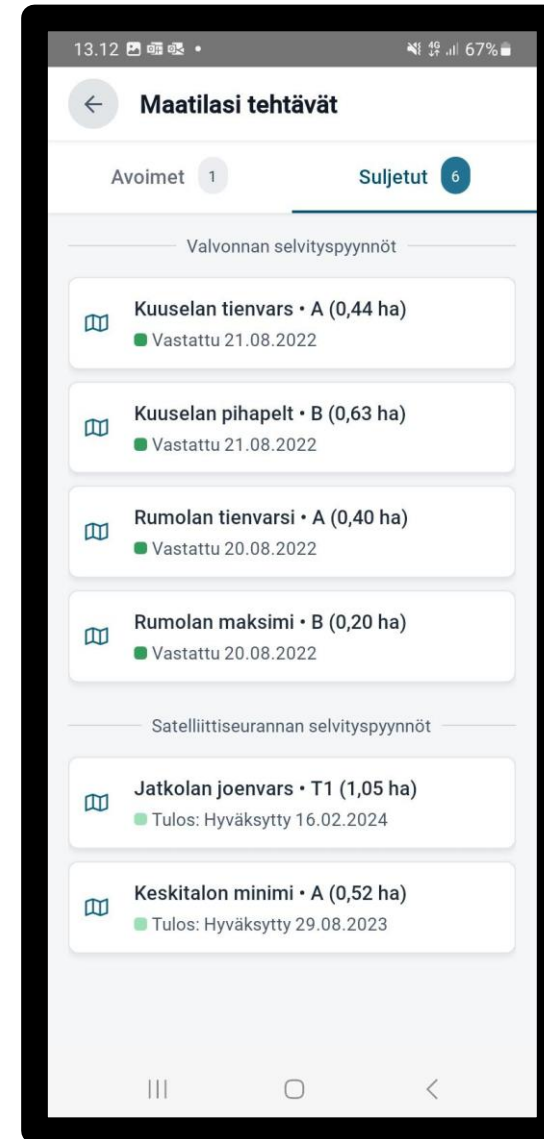 13.12 4G 67%
Maatilasi tehtävät
Avoimet 1 Suljetut 6
Valvonnan selvityspyynnöt
Kuuselan tienvars • A (0,44 ha)
Vastattu 21.08.2022
Kuuselan pihapelt • B (0,63 ha)
Vastattu 21.08.2022
Rumolan tienvarsi • A (0,40 ha)
Vastattu 20.08.2022
Rumolan maksimi • B (0,20 ha)
Vastattu 20.08.2022
Satelliittiseurannan selvityspyynnöt
Jatkolan joenvars • T1 (1,05 ha)
Tulos: Hyväksytty 16.02.2024
Keskitalon minimi • A (0,52 ha)
Tulos: Hyväksytty 29.08.2023